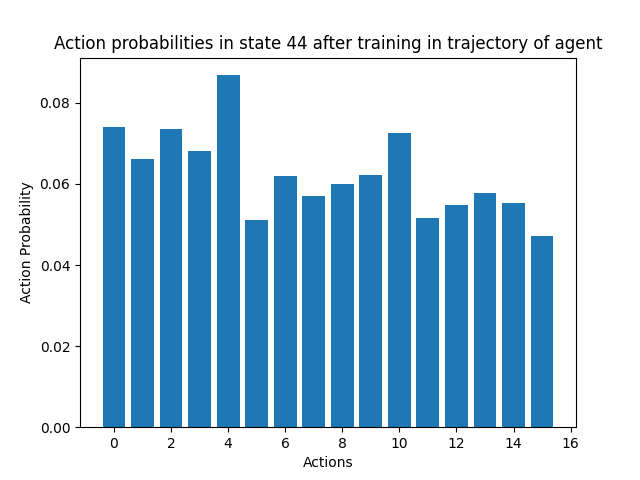 Action probabilities in state 44 after training in trajectory of agent
Action Probability
0.08
0.06
0.04
0.02
0.00
0 2 4 6 8 10 12 14 16
Actions